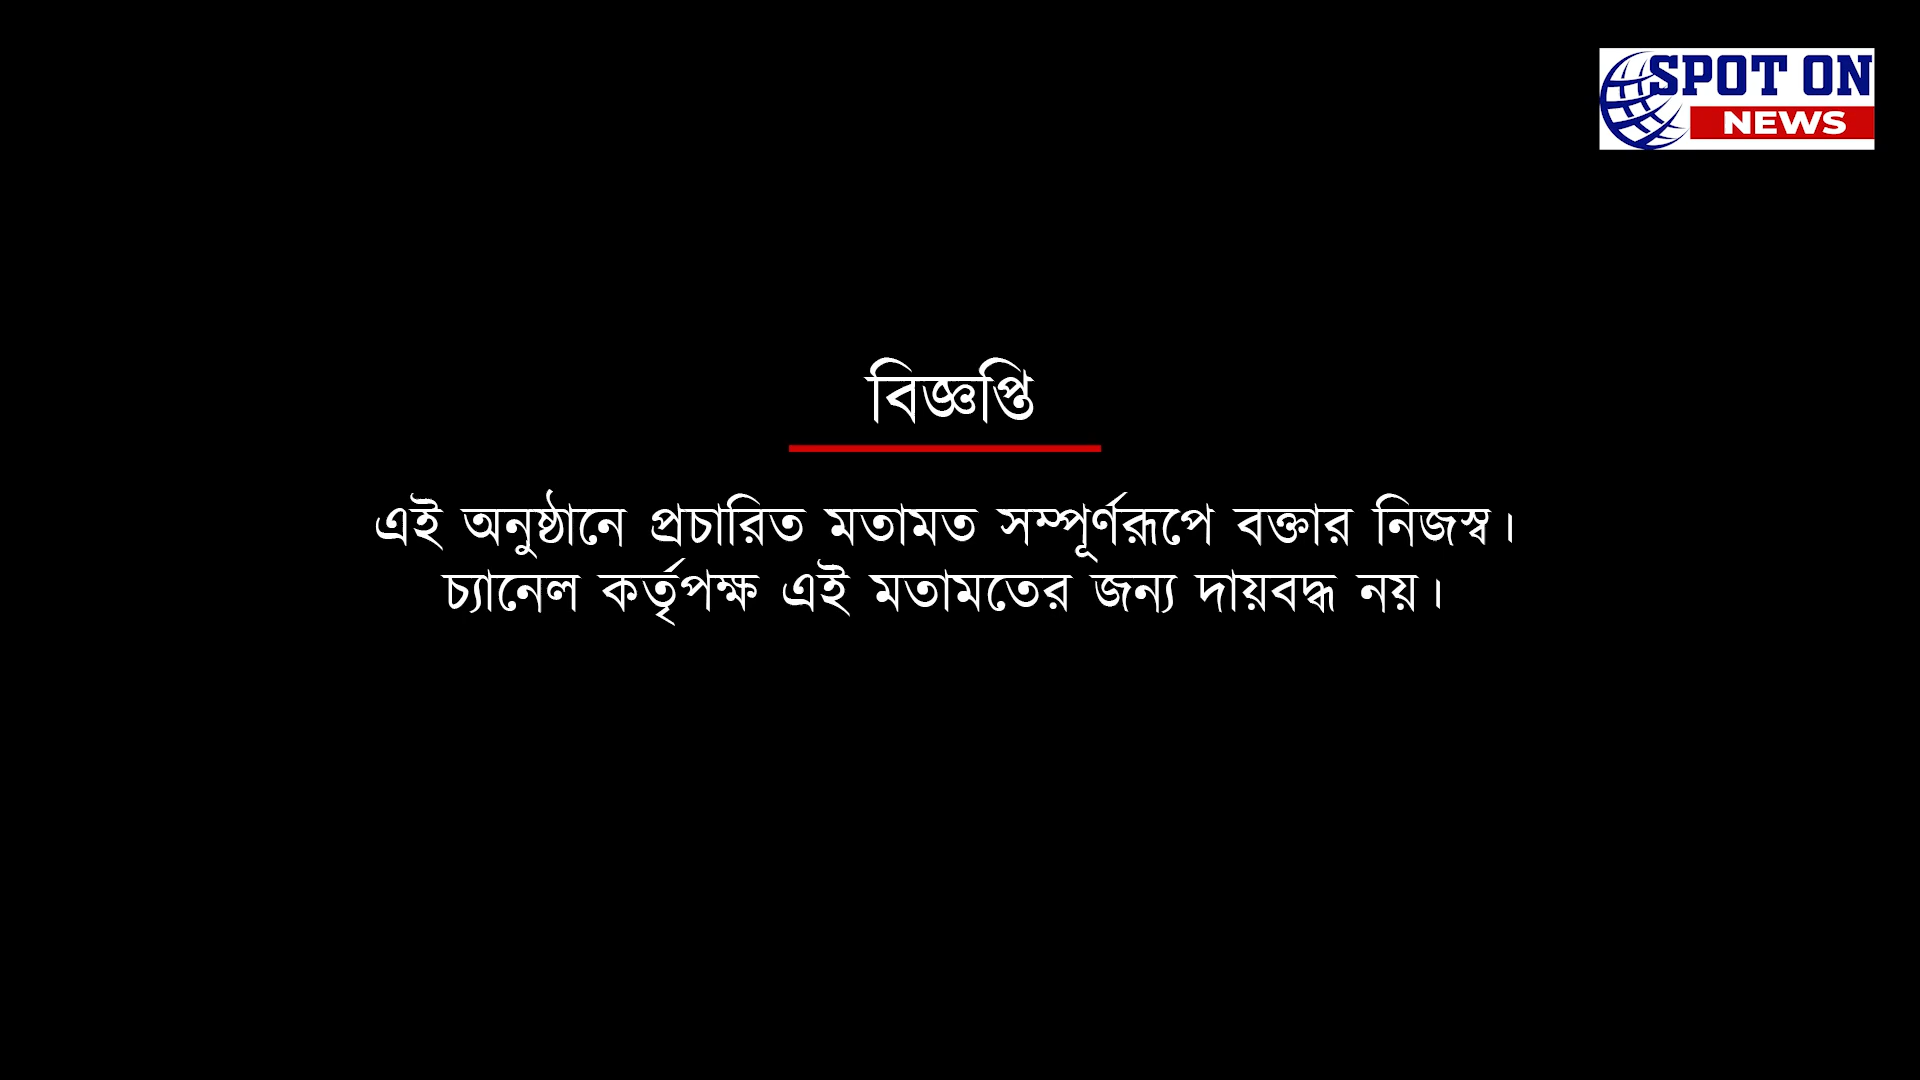 SPOT ON
NEWS
বিজ্ঞপ্তি
এই অনুষ্ঠানে প্রচারিত মতামত সম্পূর্ণরূপে বক্তার নিজস্ব।
চ্যানেল কর্তৃপক্ষ এই মতামতের জন্য দায়বদ্ধ নয়।